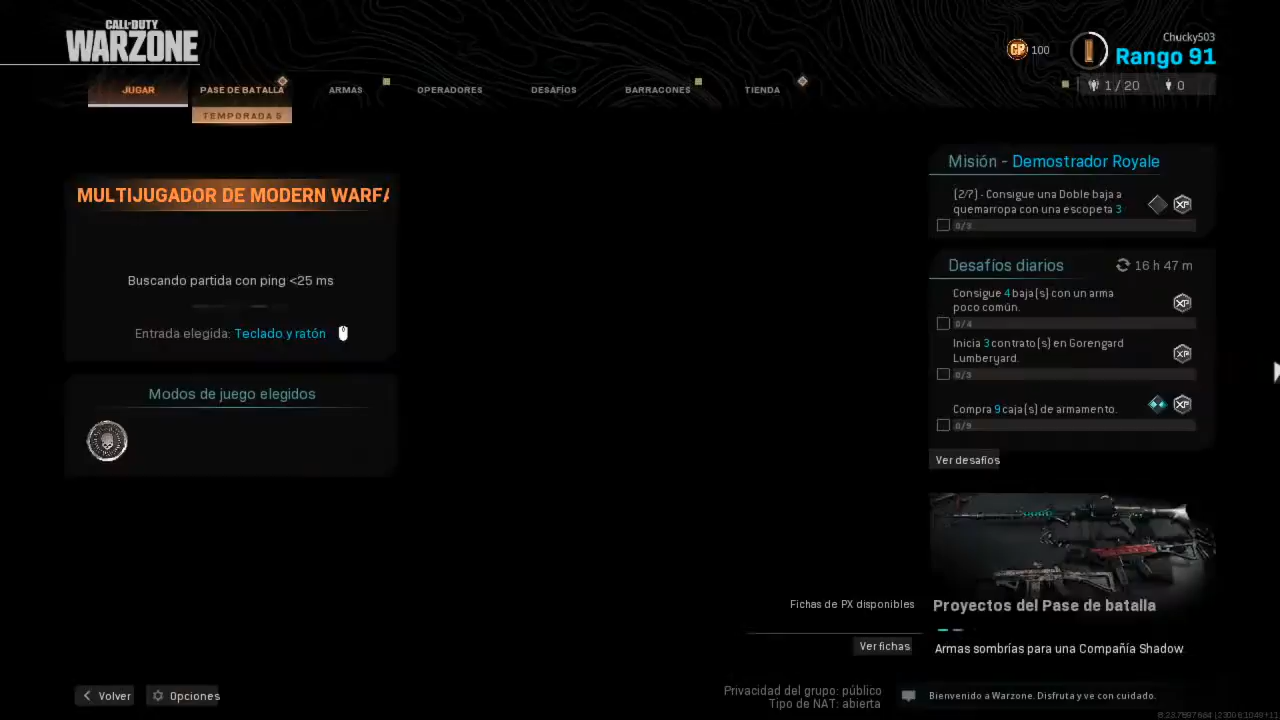 CALL·DUTY
WARZONE
100
Chucky503
Rango 91
1 / 20
0
JUGAR
PASE DE BATALLA
ARMAS
OPERADORES
DESAFÍOS
BARRACONES
TIENDA
TEMPORADA 5
MULTIJUGADOR DE MODERN WARFA
Buscando partida con ping <25 ms
Entrada elegida: Teclado y ratón
Modos de juego elegidos
Misión - Demostrador Royale
(2/7) - Consigue una Doble baja a
quemarropa con una escopeta 3
XP
0/3
Desafíos diarios
16 h 47 m
Consigue 4 baja(s) con un arma
poco común.
XP
0/4
Inicia 3 contrato(s) en Gorengard
Lumberyard.
XP
0/3
Compra 9 caja(s) de armamento.
XP
0/9
Ver desafíos
Fichas de PX disponibles
Ver fichas
Proyectos del Pase de batalla
Armas sombrías para una Compañía Shadow
Volver
Opciones
Privacidad del grupo: público
Tipo de NAT: abierta
Bienvenido a Warzone. Disfruta y ve con cuidado.